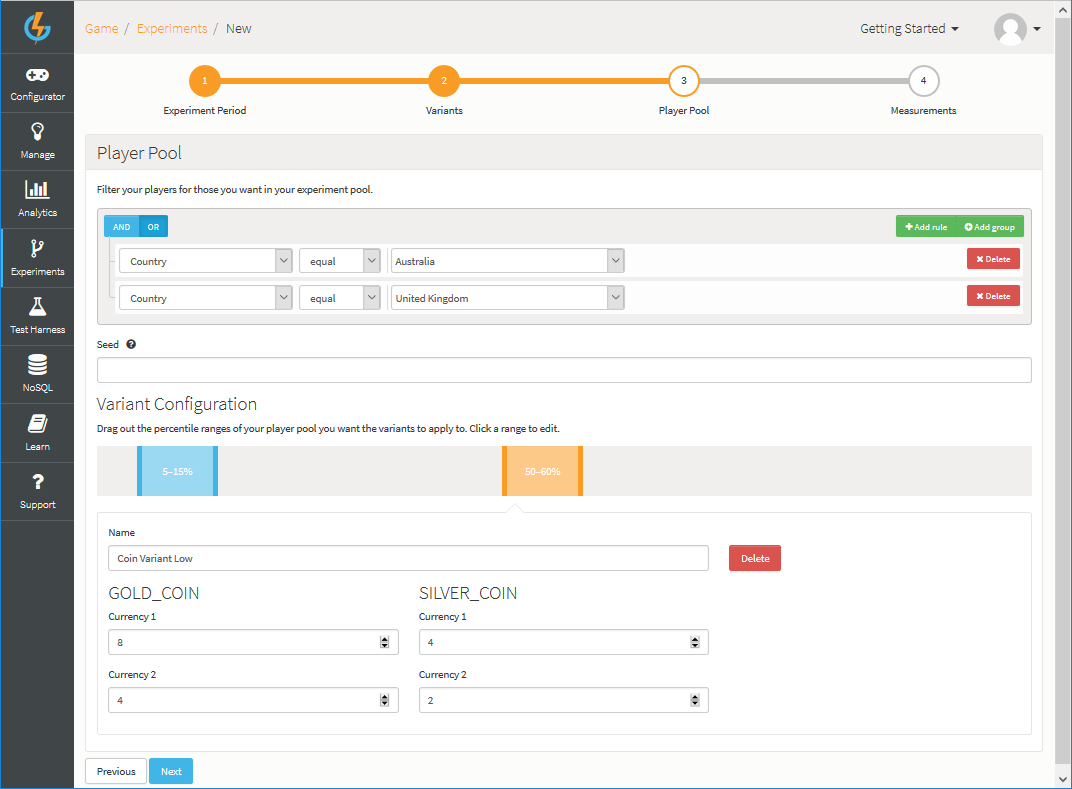 Game / Experiments / New
Getting Started
Configurator
Manage
Analytics
Experiments
Test Harness
NoSQL
Learn
Support
1
2
3
4
Experiment Period
Variants
Player Pool
Measurements
Player Pool
Filter your players for those you want in your experiment pool.
AND OR
Add rule Add group
Country equal Australia Delete
Country equal United Kingdom Delete
Seed ?
Variant Configuration
Drag out the percentile ranges of your player pool you want the variants to apply to. Click a range to edit.
5–15% 50–60%
Name
Coin Variant Low Delete
GOLD_COIN SILVER_COIN
Currency 1 Currency 1
8 4
Currency 2 Currency 2
4 2
Previous Next